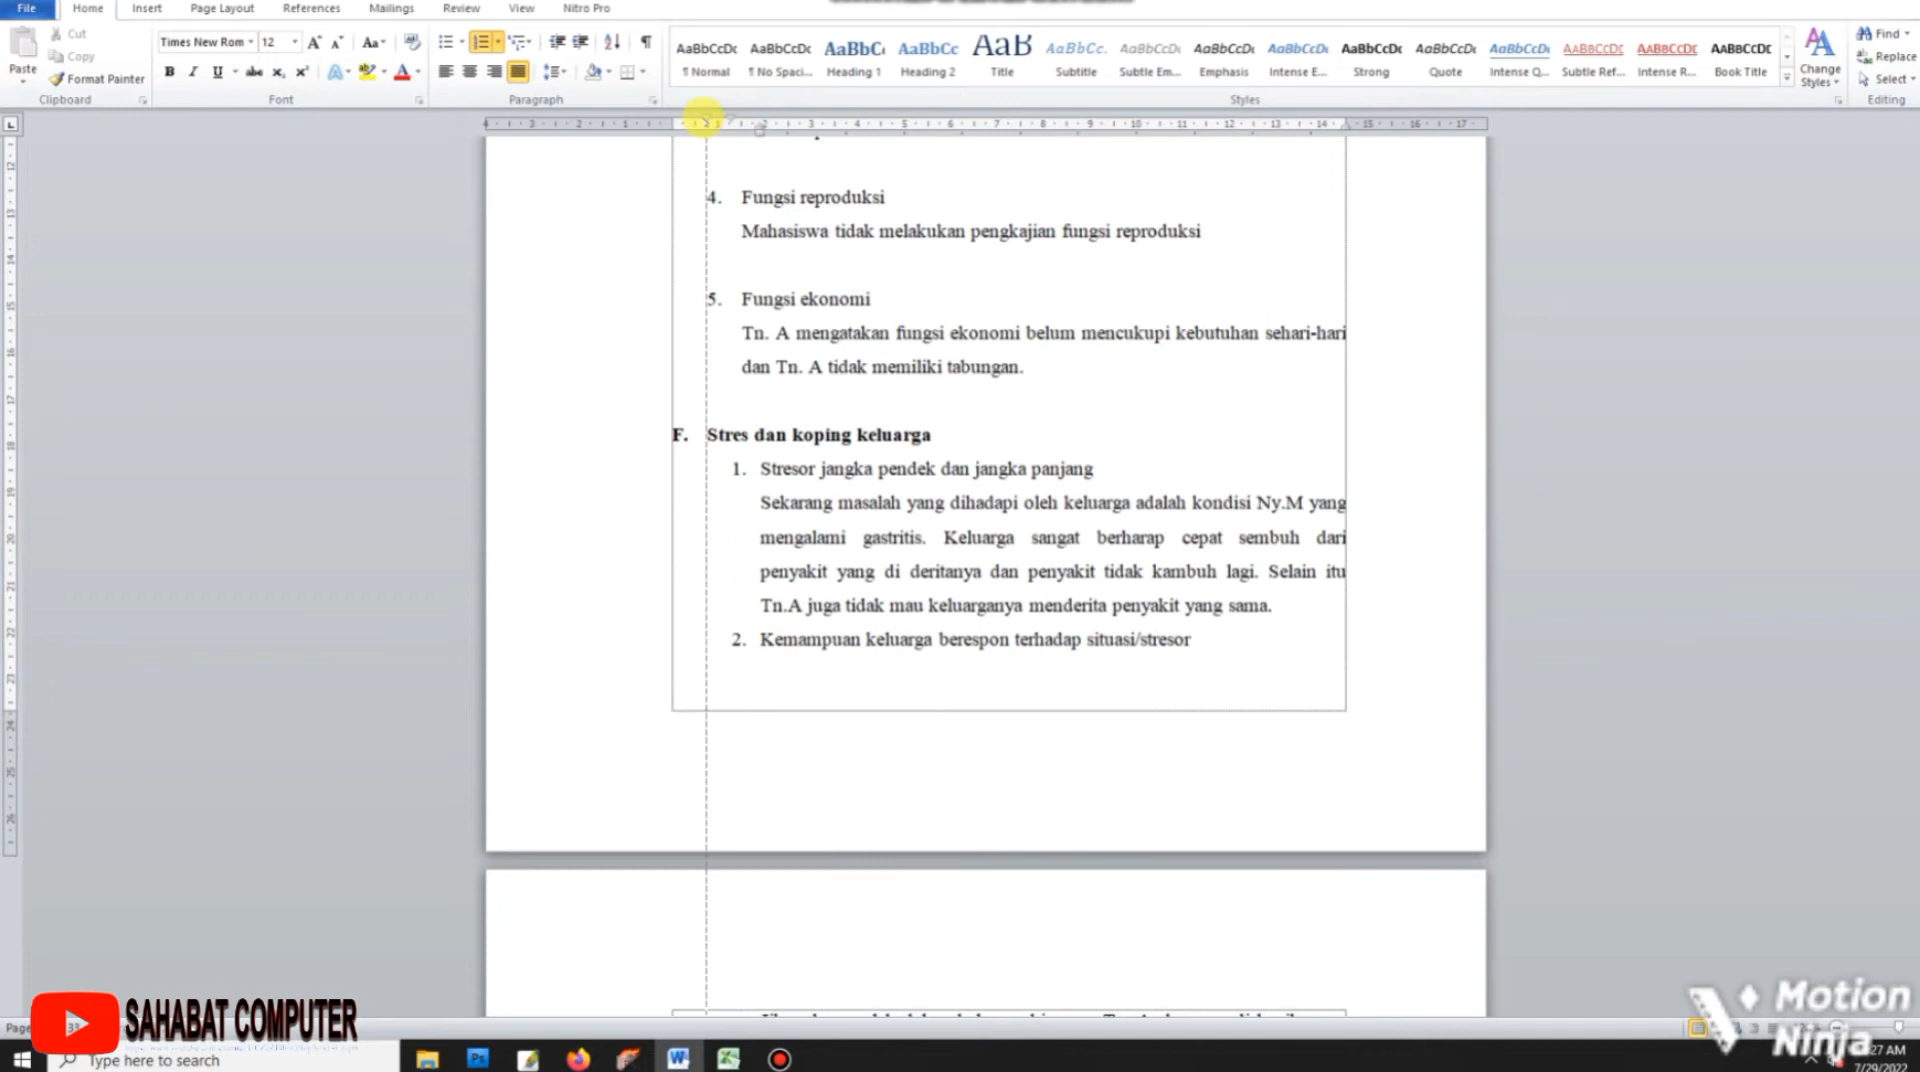 File Home Insert Page Layout References Mailings Review View Nitro Pro
Cut
Copy
Format Painter
Paste
Clipboard
Times New Rom 12
Font
Paragraph
AaBbCcDc AaBbCcDc AaBbC AaBbCc AaB AaBbCc. AaBbCcDc AaBbCcDc AaBbCcDc AaBbCcDc AaBbCcDc AaBbCcDc AABBCCDC AABBCCDC AaBbCcDc
¶ Normal ¶ No Spaci... Heading 1 Heading 2 Title Subtitle Subtle Em... Emphasis Intense E... Strong Quote Intense Q... Subtle Ref... Intense R... Book Title
Styles
Change Styles
Find
Replace
Select
Editing
4. Fungsi reproduksi
Mahasiswa tidak melakukan pengkajian fungsi reproduksi
5. Fungsi ekonomi
Tn. A mengatakan fungsi ekonomi belum mencukupi kebutuhan sehari-hari
dan Tn. A tidak memiliki tabungan.
F. Stres dan koping keluarga
1. Stresor jangka pendek dan jangka panjang
Sekarang masalah yang dihadapi oleh keluarga adalah kondisi Ny.M yang
mengalami gastritis. Keluarga sangat berharap cepat sembuh dari
penyakit yang di deritanya dan penyakit tidak kambuh lagi. Selain itu
Tn.A juga tidak mau keluarganya menderita penyakit yang sama.
2. Kemampuan keluarga berespon terhadap situasi/stresor
SAHABAT COMPUTER
Motion
Ninja
Type here to search
27 AM
7/29/2022